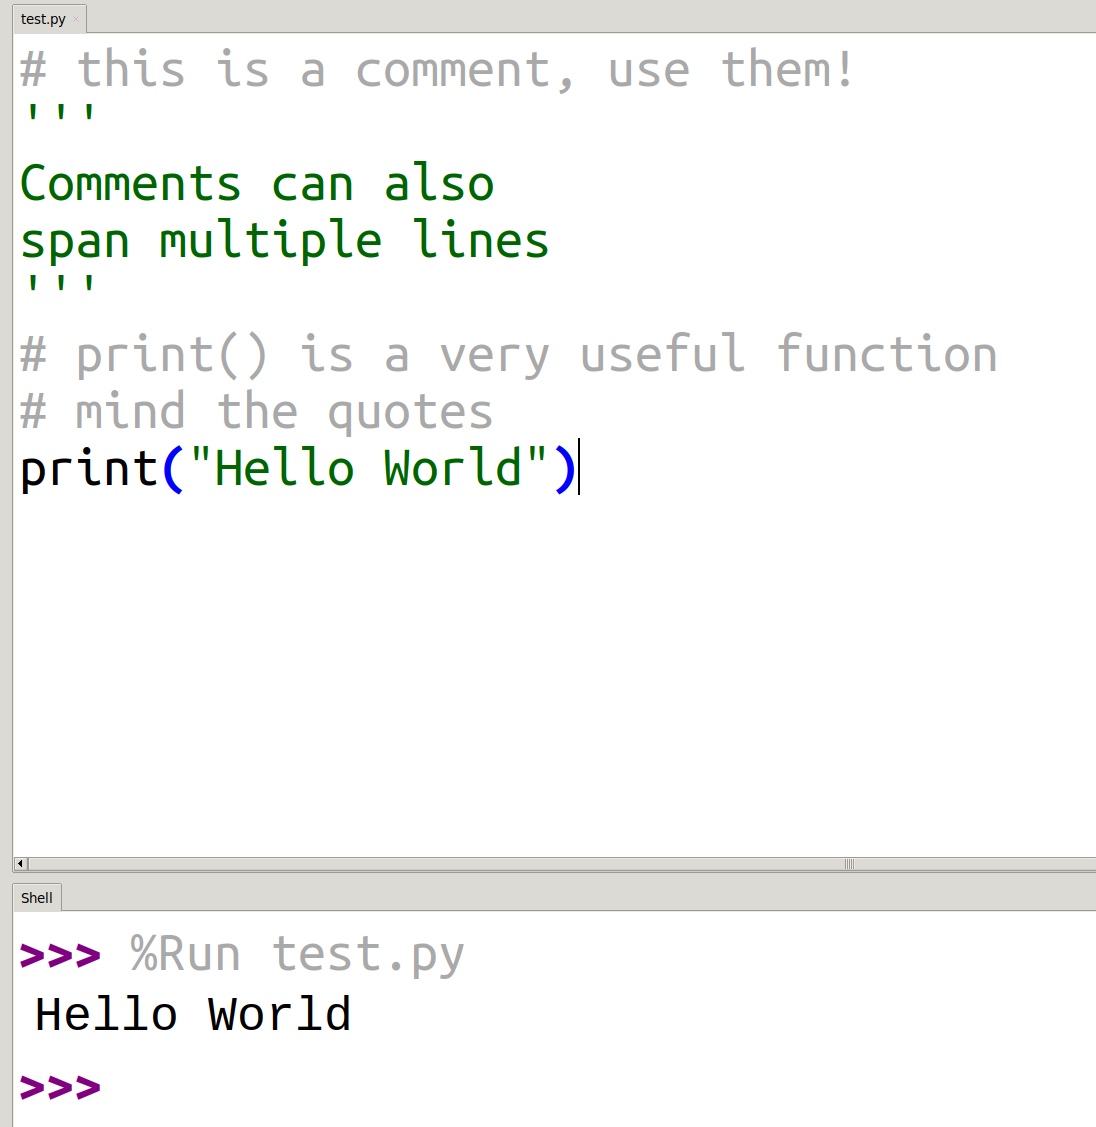 test.py
# this is a comment, use them!
'''
Comments can also
span multiple lines
'''
# print() is a very useful function
# mind the quotes
print("Hello World")
Shell
>>> %Run test.py
Hello World
>>>